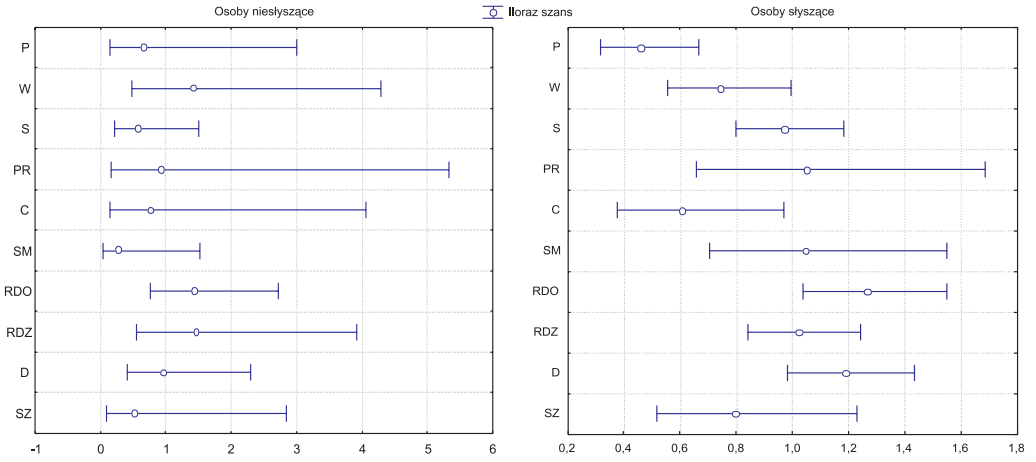 Osoby niesłyszące
Iloraz szans
Osoby słyszące
P
W
S
PR
C
SM
RDO
RDZ
D
SZ
-1 0 1 2 3 4 5 6
P
W
S
PR
C
SM
RDO
RDZ
D
SZ
0,2 0,4 0,6 0,8 1,0 1,2 1,4 1,6 1,8